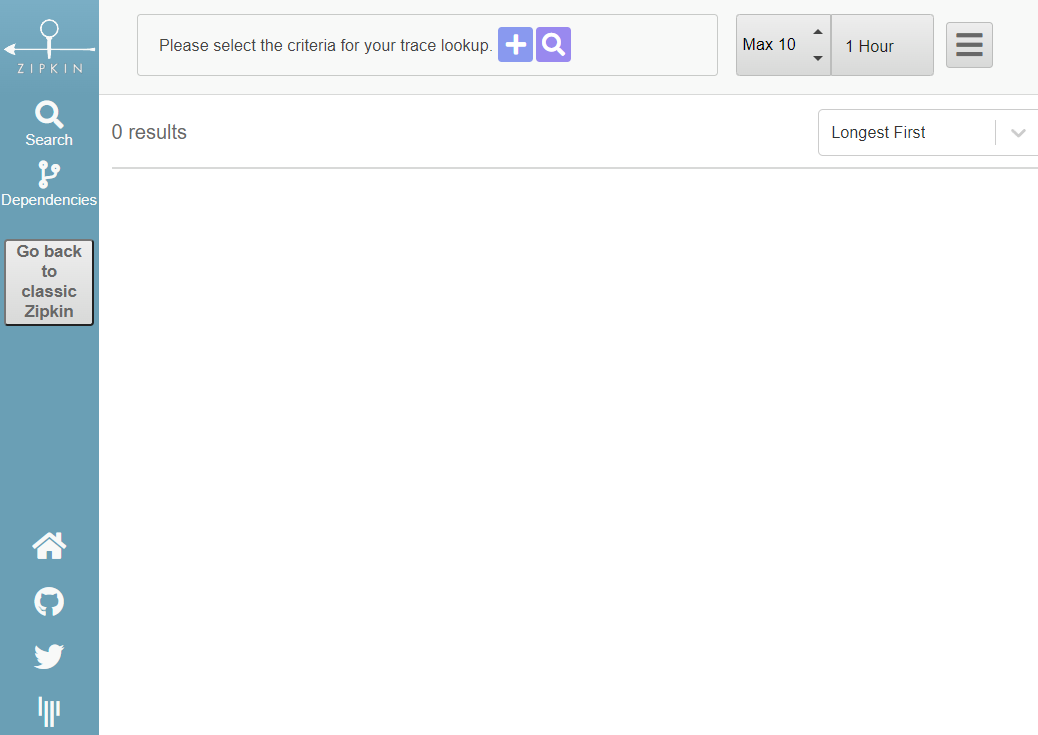 ZIPKIN
Search
Dependencies
Go back
to
classic
Zipkin
Please select the criteria for your trace lookup.
Max 10
1 Hour
0 results
Longest First